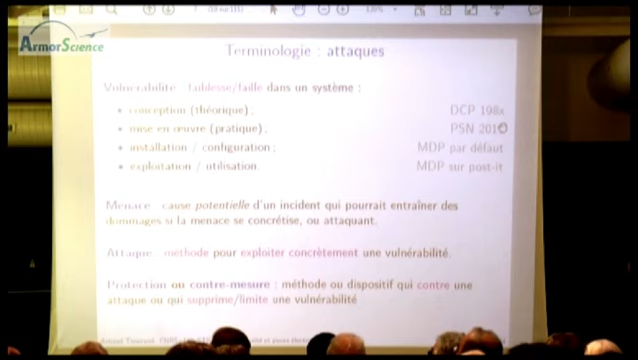 ArmorScience
Terminologie : attaques
Vulnérabilité : faiblesse/faille dans un système :
conception (théorique) ; DCP 198x
mise en œuvre (pratique) ; PSN 2010
installation / configuration ; MDP par défaut
exploitation / utilisation. MDP sur post-it
Menace : cause potentielle d'un incident qui pourrait entraîner des
dommages si la menace se concrétise, ou attaquant.
Attaque : méthode pour exploiter concrètement une vulnérabilité.
Protection ou contre-mesure : méthode ou dispositif qui contre une
attaque ou qui supprime/limite une vulnérabilité